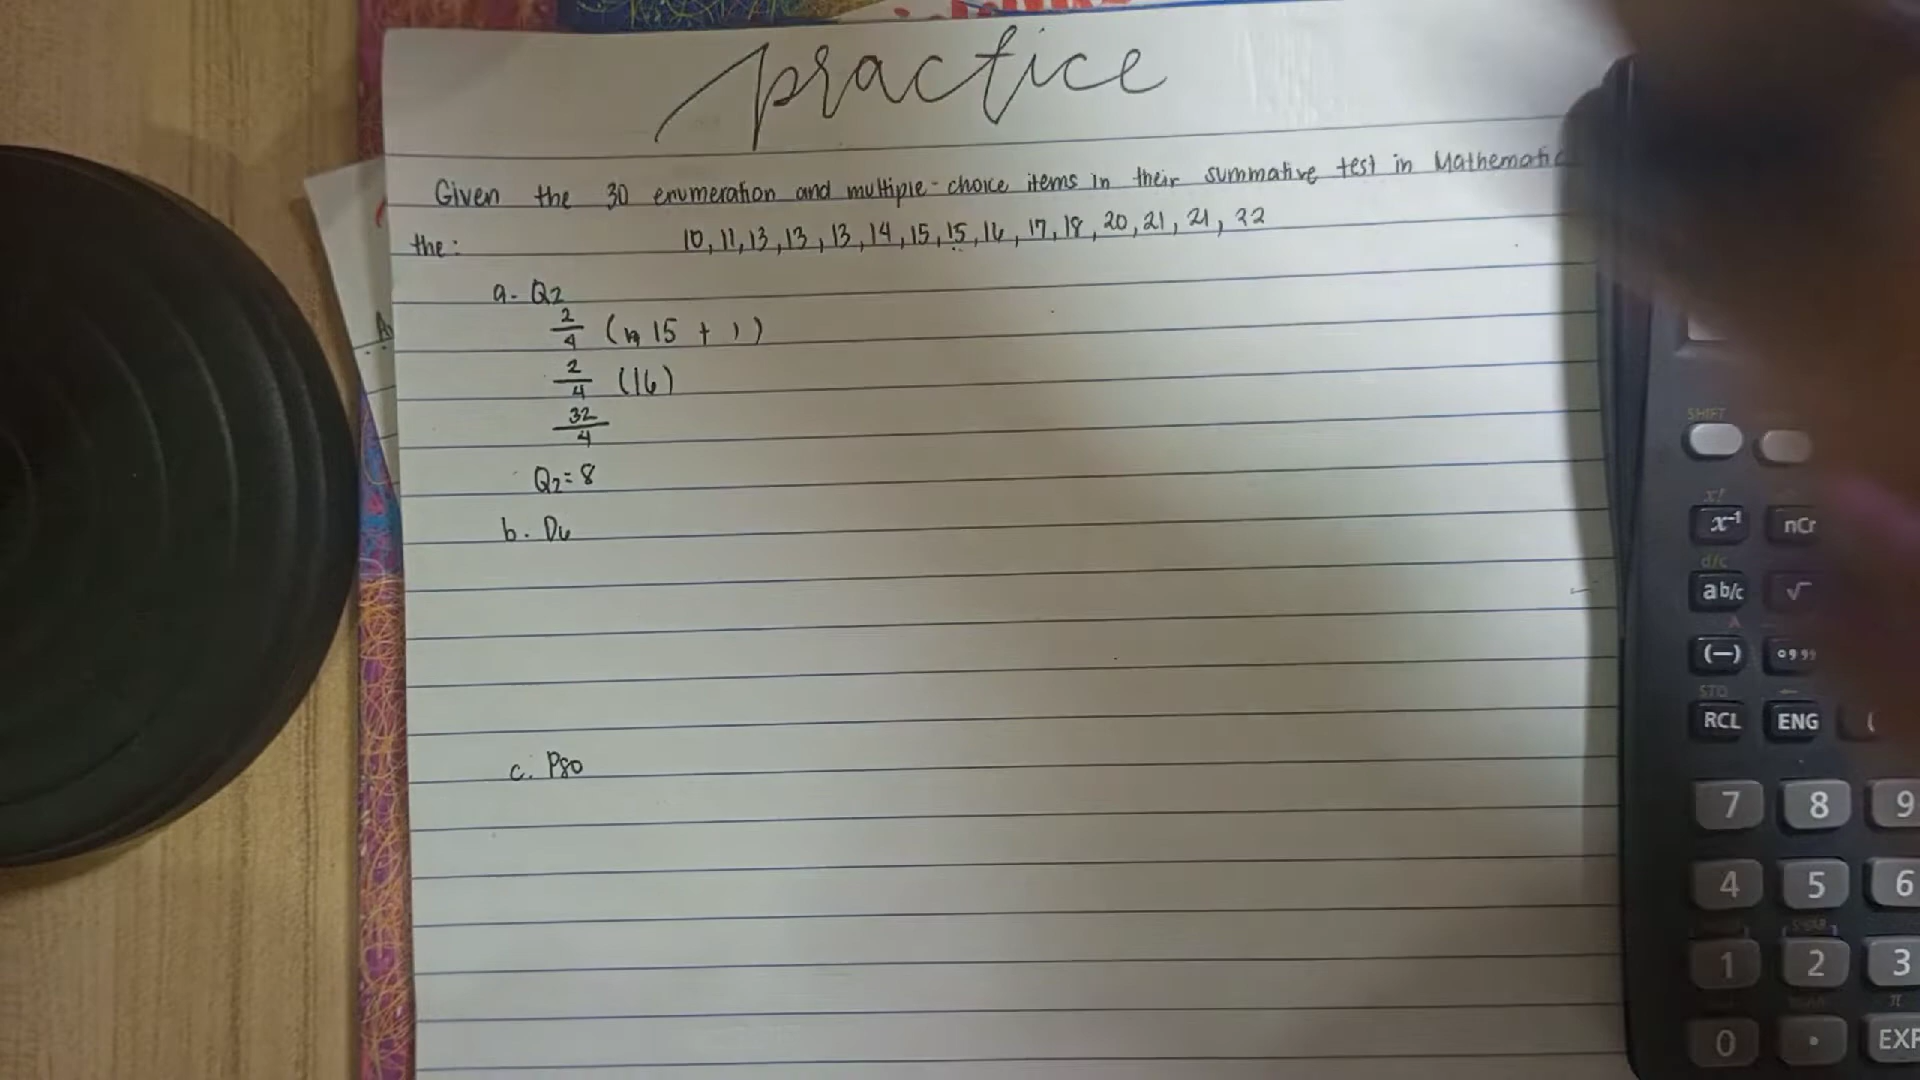 practice
Given the 30 enumeration and multiple-choice items in their summative test in Mathematic
the: 10, 11, 13, 13, 13, 14, 15, 15, 16, 17, 18, 20, 21, 21, 22
a- Q2
2/4 (n 15 + 1)
2/4 (16)
32/4
Q2=8
b. D6
c. P80
SHIFT
x!
x⁻¹ nCr
d/c
ab/c √
A
(—) °’”
STO ←
RCL ENG (
7 8 9
4 5 6
1 2 3
π
0 . EXP